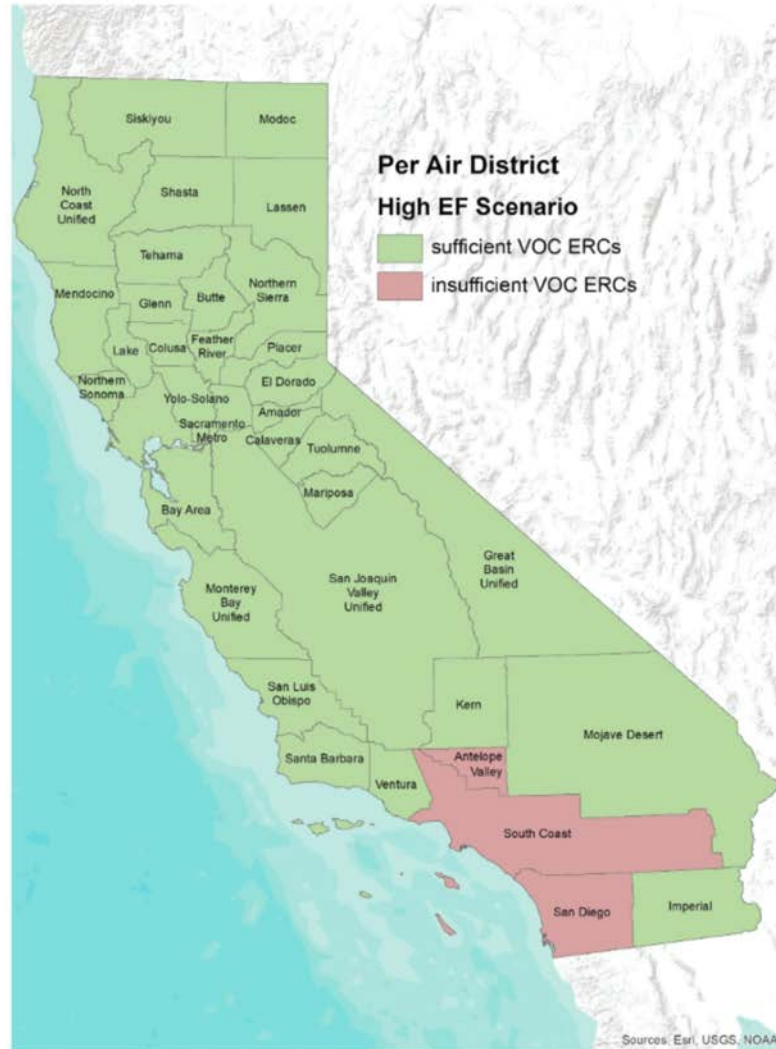 Per Air District
High EF Scenario
sufficient VOC ERCs
insufficient VOC ERCs
Siskiyou
Modoc
North
Coast
Unified
Shasta
Lassen
Tehama
Mendocino
Glenn
Butte
Northern
Sierra
Lake
Colusa
Feather
River
Placer
Northern
Sonoma
Yolo-Solano
El Dorado
Sacramento
Metro
Amador
Calaveras
Tuolumne
Mariposa
Bay Area
Monterey
Bay
Unified
San Joaquin
Valley
Unified
Great
Basin
Unified
San Luis
Obispo
Kern
Mojave Desert
Santa Barbara
Ventura
Antelope
Valley
South Coast
San Diego
Imperial
Sources: Esri, USGS, NOAA